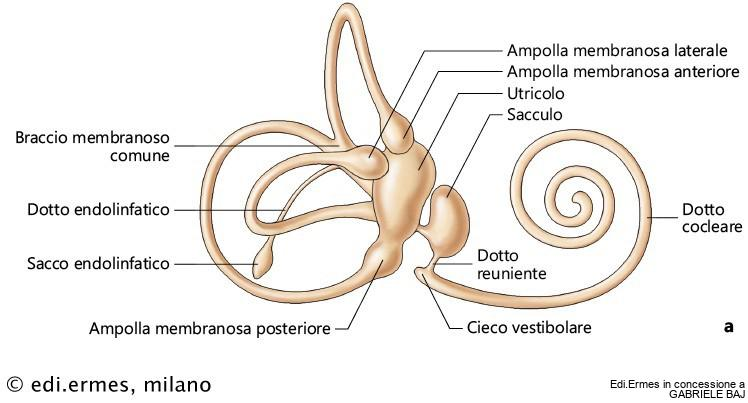 Ampolla membranosa laterale
Ampolla membranosa anteriore
Utricolo
Sacculo
Braccio membranoso
comune
Dotto endolinfatico
Dotto
cocleare
Sacco endolinfatico
Dotto
reuniente
Ampolla membranosa posteriore
Cieco vestibolare
a
© edi.ermes, milano
Edi.Ermes in concessione a
GABRIELE BAJ